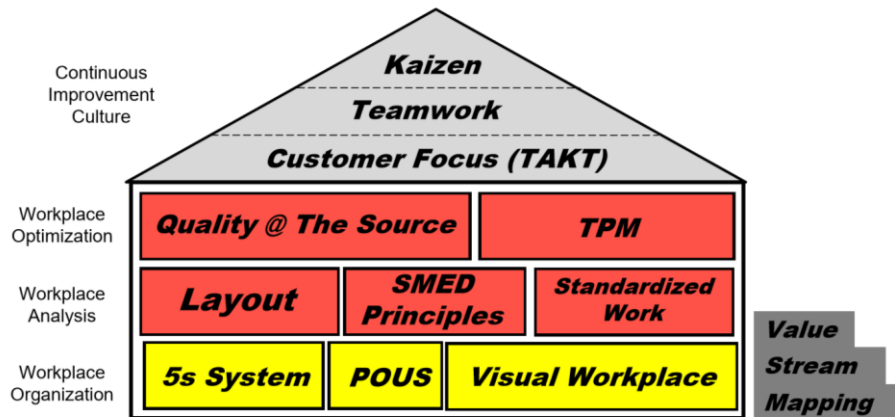 Kaizen
Continuous
Improvement
Culture
Teamwork
Customer Focus (TAKT)
Workplace
Optimization
Quality @ The Source
TPM
Workplace
Analysis
Layout
SMED
Principles
Standardized
Work
Workplace
Organization
5s System
POUS
Visual Workplace
Value
Stream
Mapping